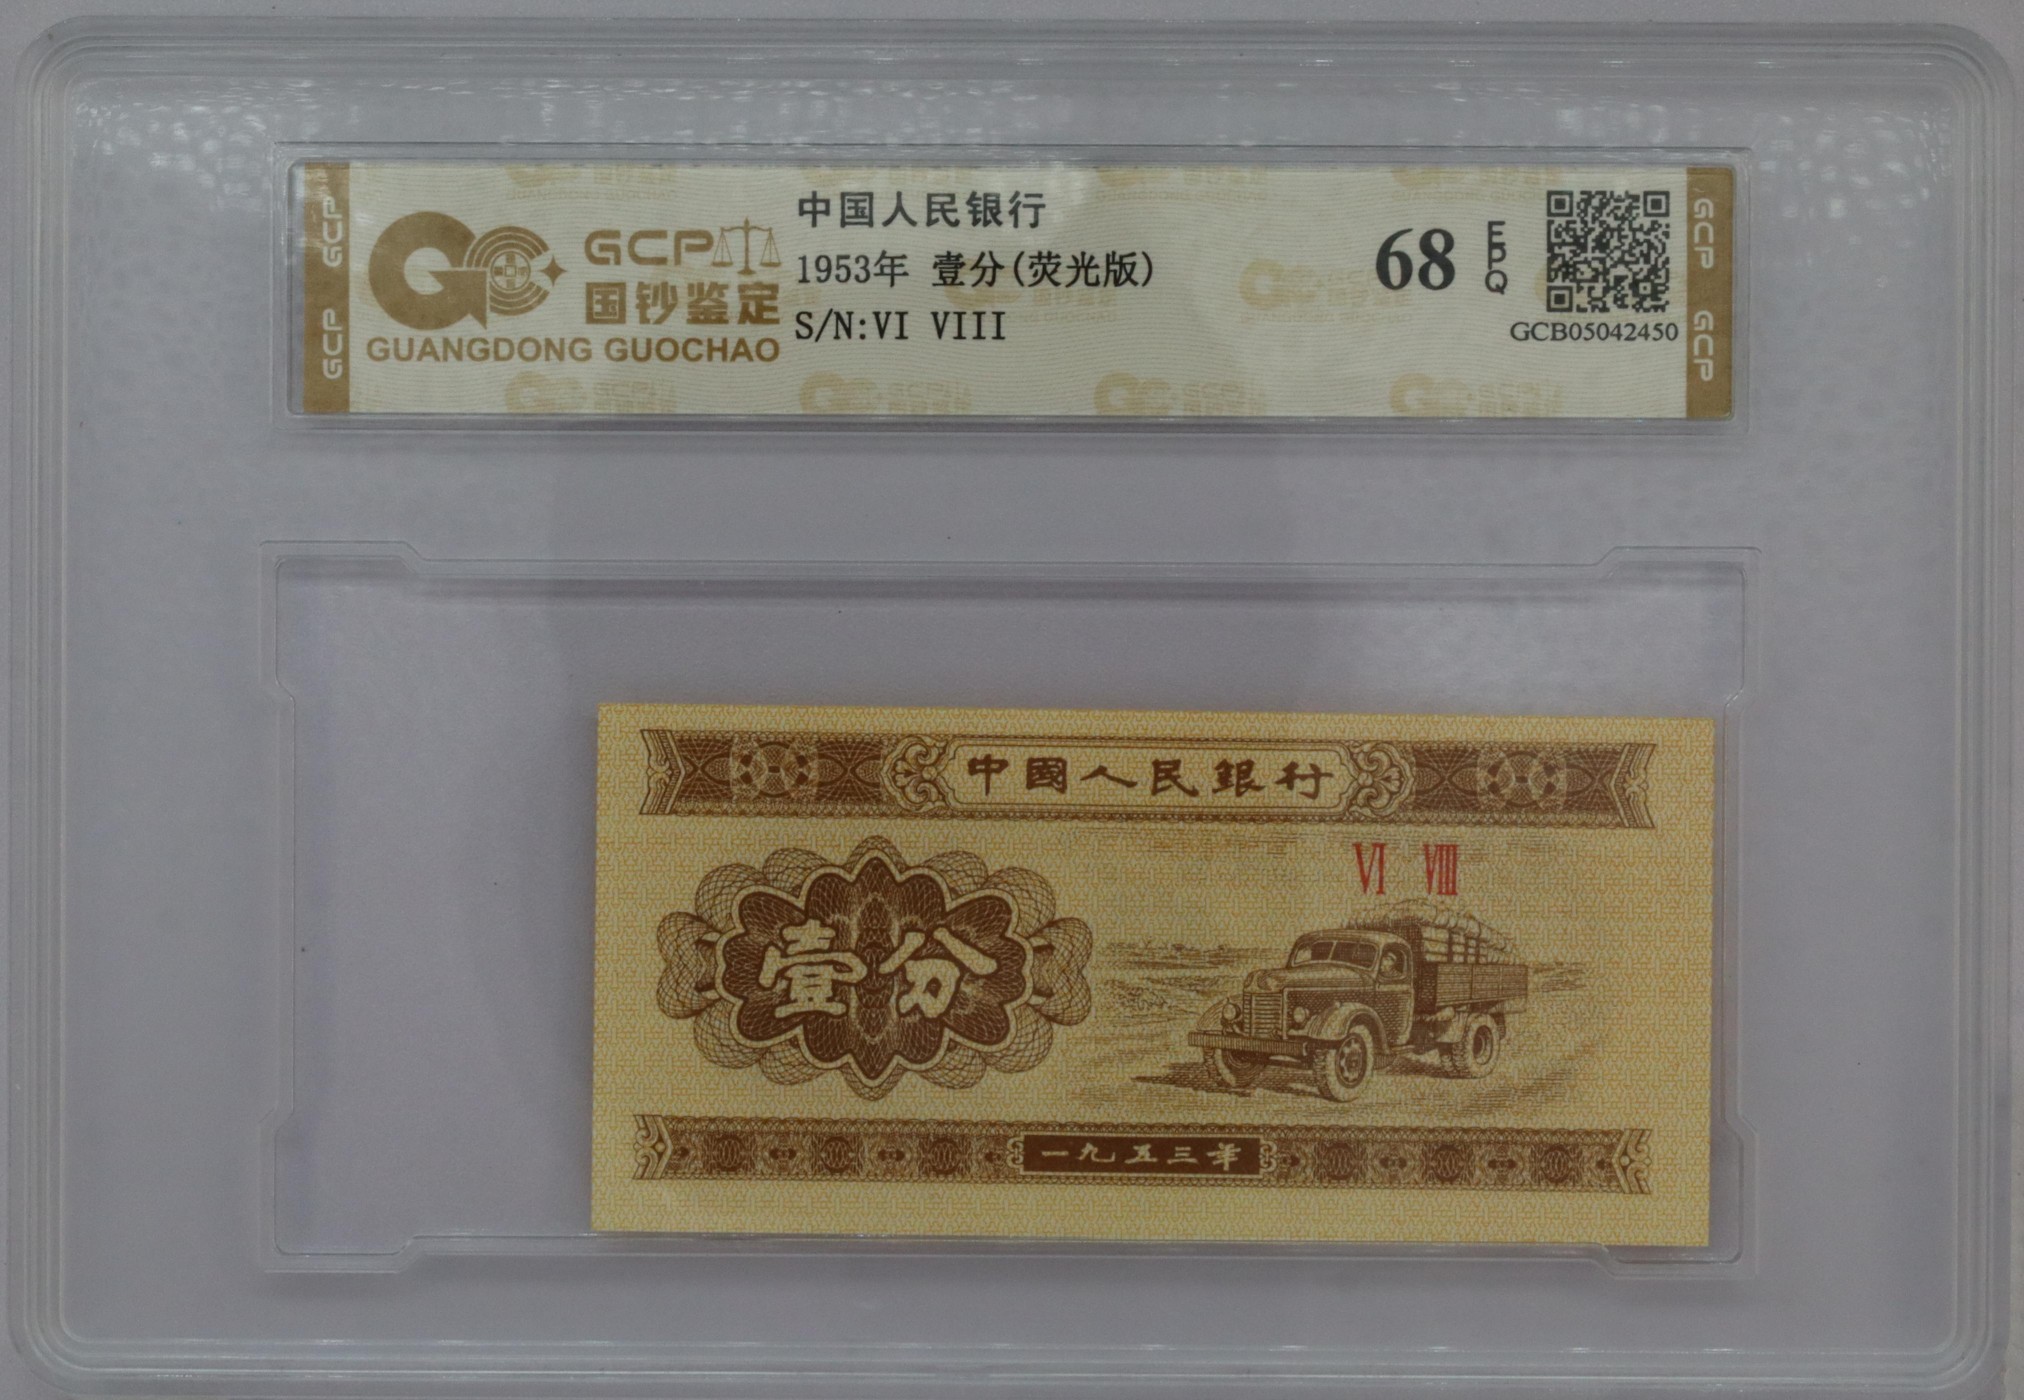 GCP
GCP
GCP
国钞鉴定
GUANGDONG GUOCHAO
中国人民银行
1953年 壹分(荧光版)
S/N:VI VIII
68
EPQ
GCB05042450
GCP
GCP
中國人民銀行
VI VIII
壹分
一九五三年